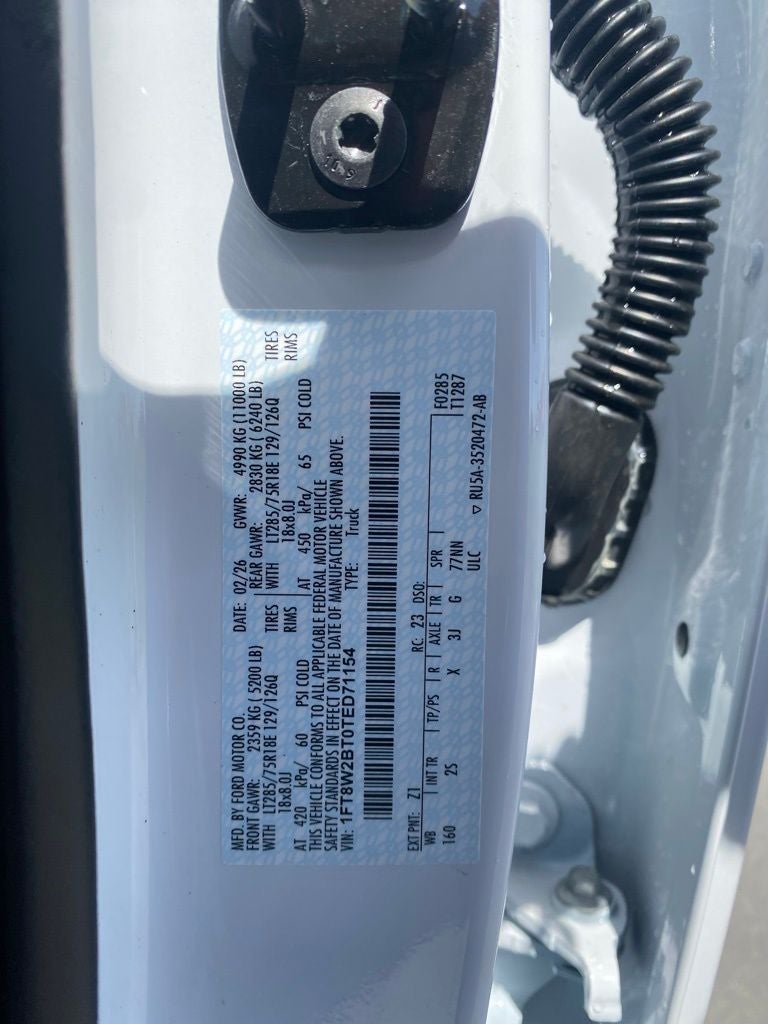 MFD. BY FORD MOTOR CO.
DATE: 02/26 GVWR: 4990 KG (11000 LB)
FRONT GAWR: 2359 KG ( 5200 LB)
REAR GAWR: 2830 KG ( 6240 LB)
WITH LT285/75R18E 129/126Q TIRES
WITH LT285/75R18E 129/126Q TIRES
18x8.0J RIMS
18x8.0J RIMS
AT 420 kPa/ 60 PSI COLD
AT 450 kPa/ 65 PSI COLD
THIS VEHICLE CONFORMS TO ALL APPLICABLE FEDERAL MOTOR VEHICLE
SAFETY STANDARDS IN EFFECT ON THE DATE OF MANUFACTURE SHOWN ABOVE.
VIN: 1FT8W2BT0TED71154 TYPE: Truck
EXT PNT: Z1 RC: 23 DSO: F0285
WB INT TR TP/PS R AXLE TR SPR T1287
160 2S X 3J G 77NN
ULC
▽ RU5A-3520472-AB
10.9